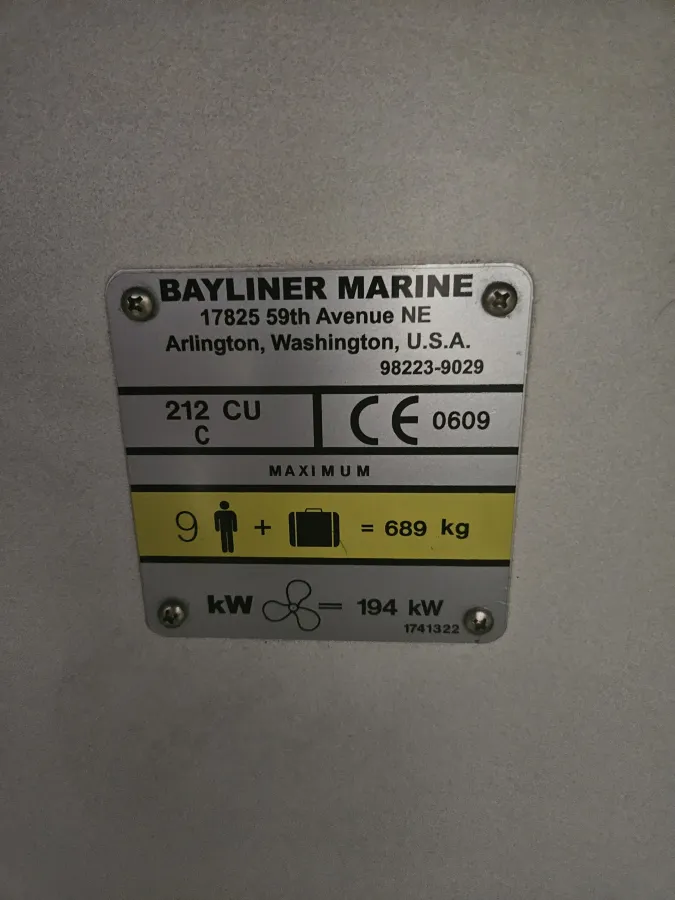 BAYLINER MARINE
17825 59th Avenue NE
Arlington, Washington, U.S.A.
98223-9029
212 CU
C
CE 0609
MAXIMUM
9 + = 689 kg
kW = 194 kW
1741322